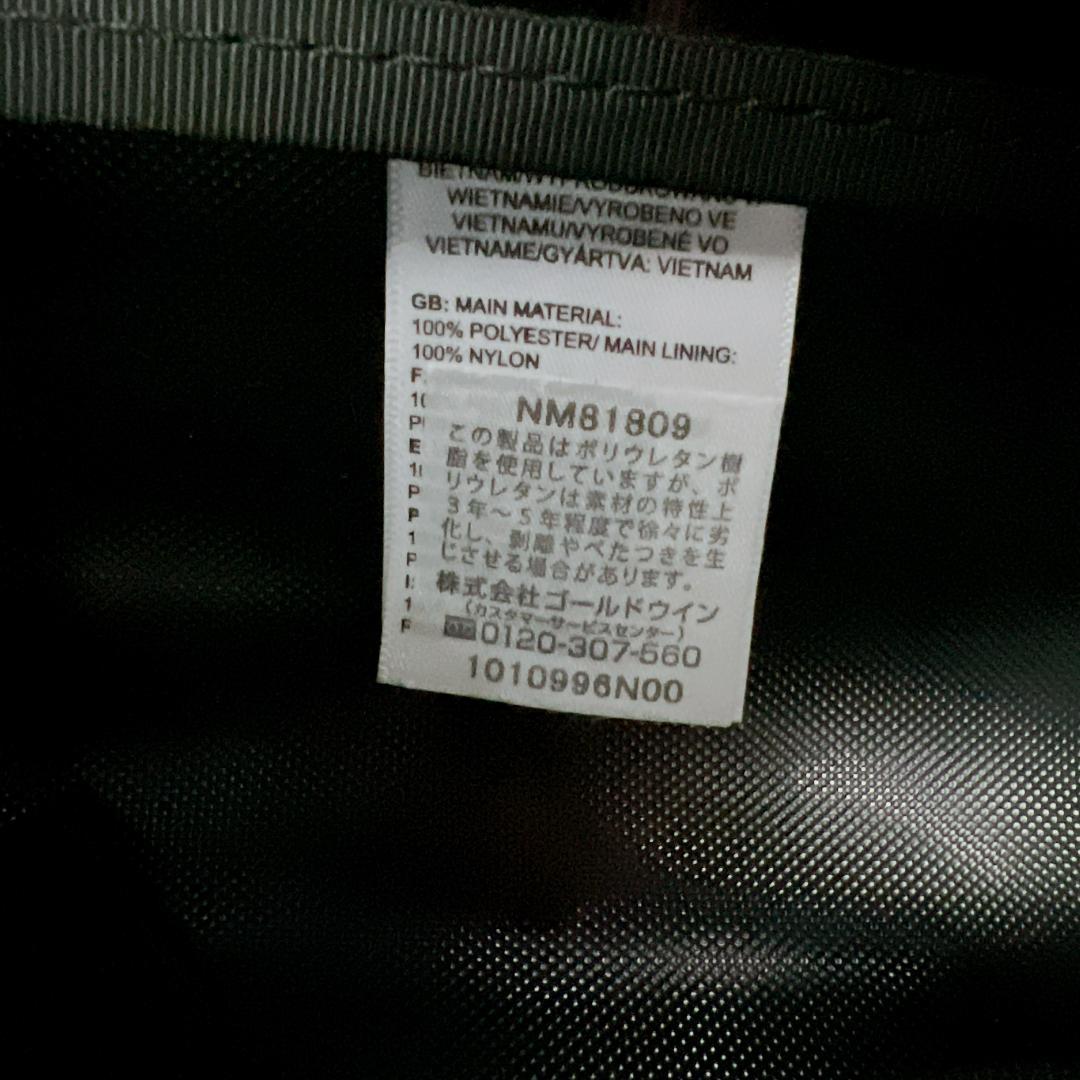 WIETNAMIE/VYROBENO VE
VIETNAMU/VYROBENÉ VO
VIETNAME/GYÁRTVA: VIETNAM
GB: MAIN MATERIAL:
100% POLYESTER/ MAIN LINING:
100% NYLON
NM81809
この製品はポリウレタン樹
脂を使用していますが、ポ
リウレタンは素材の特性上
3年～5年程度で徐々に劣
化し、剥離やべたつきを生
じさせる場合があります。
株式会社ゴールドウイン
(カスタマーサービスセンター)
0120-307-560
1010996N00